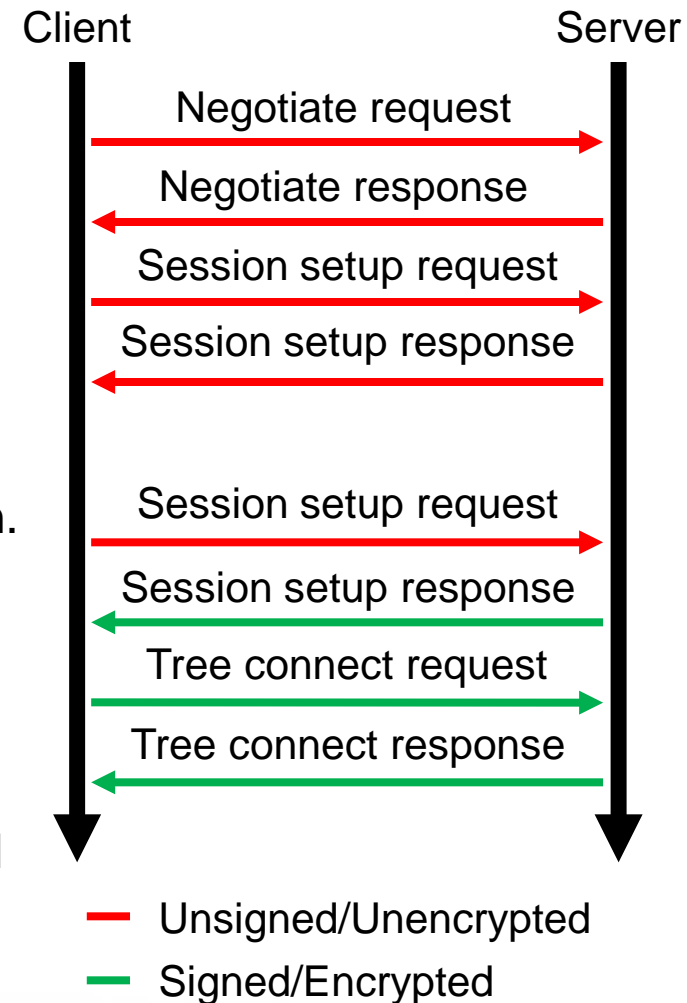 Client Server
Negotiate request
Negotiate response
Session setup request
Session setup response
Session setup request
Session setup response
Tree connect request
Tree connect response
Unsigned/Unencrypted
Signed/Encrypted